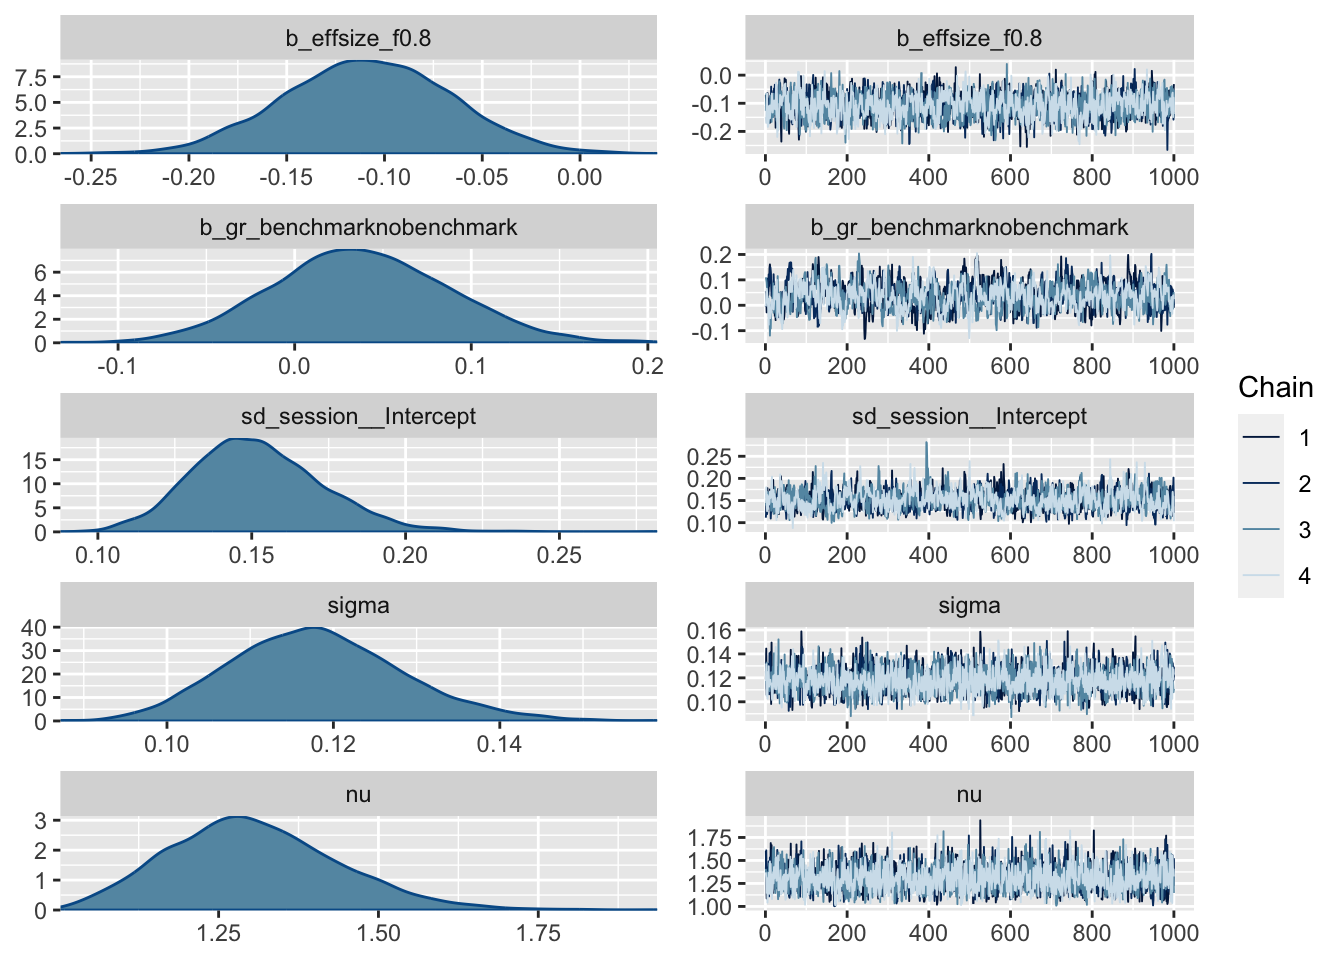 b_effsize_f0.8
b_effsize_f0.8
7.5
5.0
2.5
0.0
-0.25 -0.20 -0.15 -0.10 -0.05 0.00
0.0
-0.1
-0.2
0 200 400 600 800 1000
b_gr_benchmarknobenchmark
b_gr_benchmarknobenchmark
6
4
2
0
-0.1 0.0 0.1 0.2
0.2
0.1
0.0
-0.1
0 200 400 600 800 1000
sd_session__Intercept
sd_session__Intercept
15
10
5
0
0.10 0.15 0.20 0.25
0.25
0.20
0.15
0.10
0 200 400 600 800 1000
sigma
sigma
40
30
20
10
0
0.10 0.12 0.14
0.16
0.14
0.12
0.10
0 200 400 600 800 1000
nu
nu
3
2
1
0
1.25 1.50 1.75
1.75
1.50
1.25
1.00
0 200 400 600 800 1000
Chain
1
2
3
4